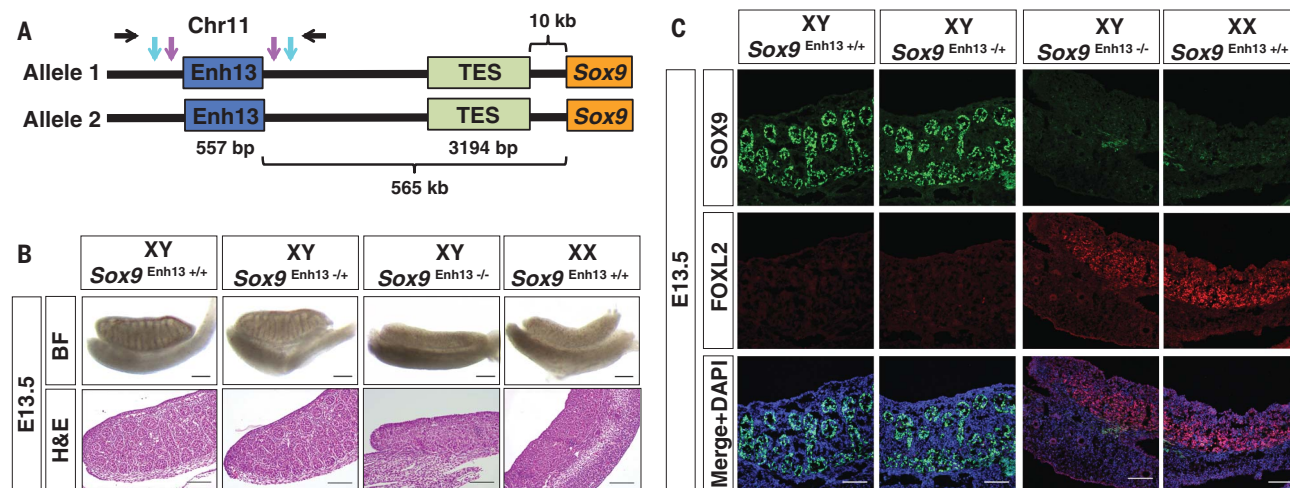 A
Chr11
10 kb
Allele 1 Enh13 TES Sox9
Allele 2 Enh13 TES Sox9
557 bp 3194 bp
565 kb
B
XY XY XY XX
Sox9 Enh13 +/+ Sox9 Enh13 -/+ Sox9 Enh13 -/- Sox9 Enh13 +/+
E13.5
BF
H&E
C
XY XY XY XX
Sox9 Enh13 +/+ Sox9 Enh13 -/+ Sox9 Enh13 -/- Sox9 Enh13 +/+
E13.5
SOX9
FOXL2
Merge+DAPI